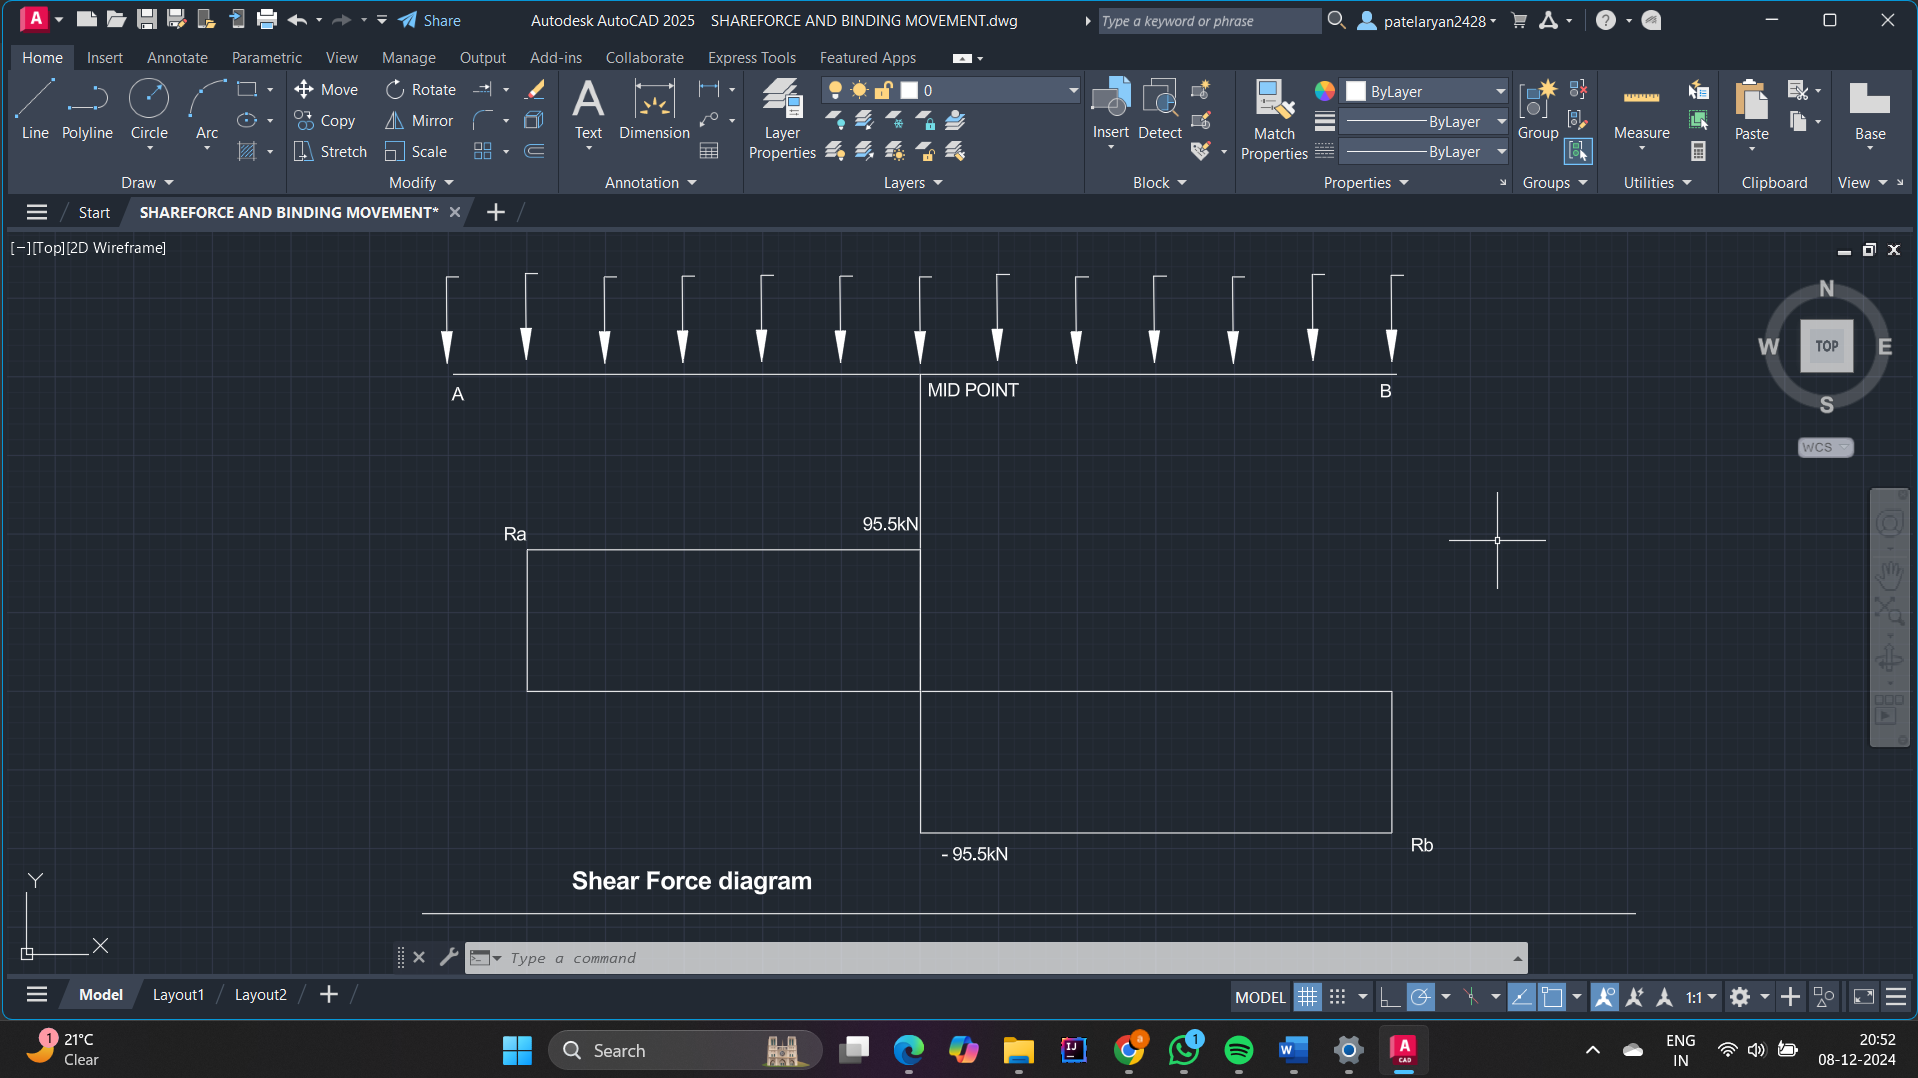 A Share Autodesk AutoCAD 2025 SHAREFORCE AND BINDING MOVEMENT.dwg Type a keyword or phrase patelaryan2428
Home Insert Annotate Parametric View Manage Output Add-ins Collaborate Express Tools Featured Apps
Line Polyline Circle Arc
Draw
Move Rotate
Copy Mirror
Stretch Scale
Modify
Text Dimension
Annotation
Layer Properties
0
Layers
Insert Detect
Block
Match Properties
ByLayer
ByLayer
ByLayer
Properties
Group
Groups
Measure
Utilities
Paste
Clipboard
Base
View
Start SHAREFORCE AND BINDING MOVEMENT*
[−][Top][2D Wireframe]
N
W TOP E
S
WCS
A MID POINT B
95.5kN
Ra
Rb
- 95.5kN
Shear Force diagram
Y
X
Type a command
Model Layout1 Layout2
MODEL 1:1
1 21°C
Clear
Search
IJ
a
1
W
A
CAD
ENG
IN
20:52
08-12-2024